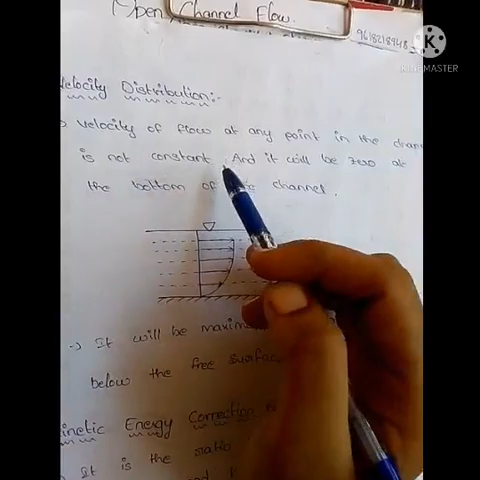 Open Channel Flow.
9618218948
KINEMASTER
Velocity Distribution:-
Velocity of flow at any point in the
is not constant. And it will be zero at
the bottom of channel.
-> It will be
below the free
Energy Correction
-> It is the ratio